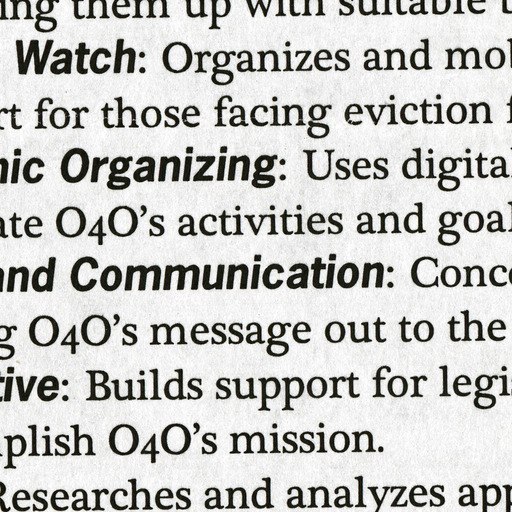 ing them up with suitable
Watch: Organizes and mob
rt for those facing eviction f
nic Organizing: Uses digital
ate O4O's activities and goal
and Communication: Conce
g O4O's message out to the
tive: Builds support for legis
nplish O4O's mission.
Researches and analyzes app